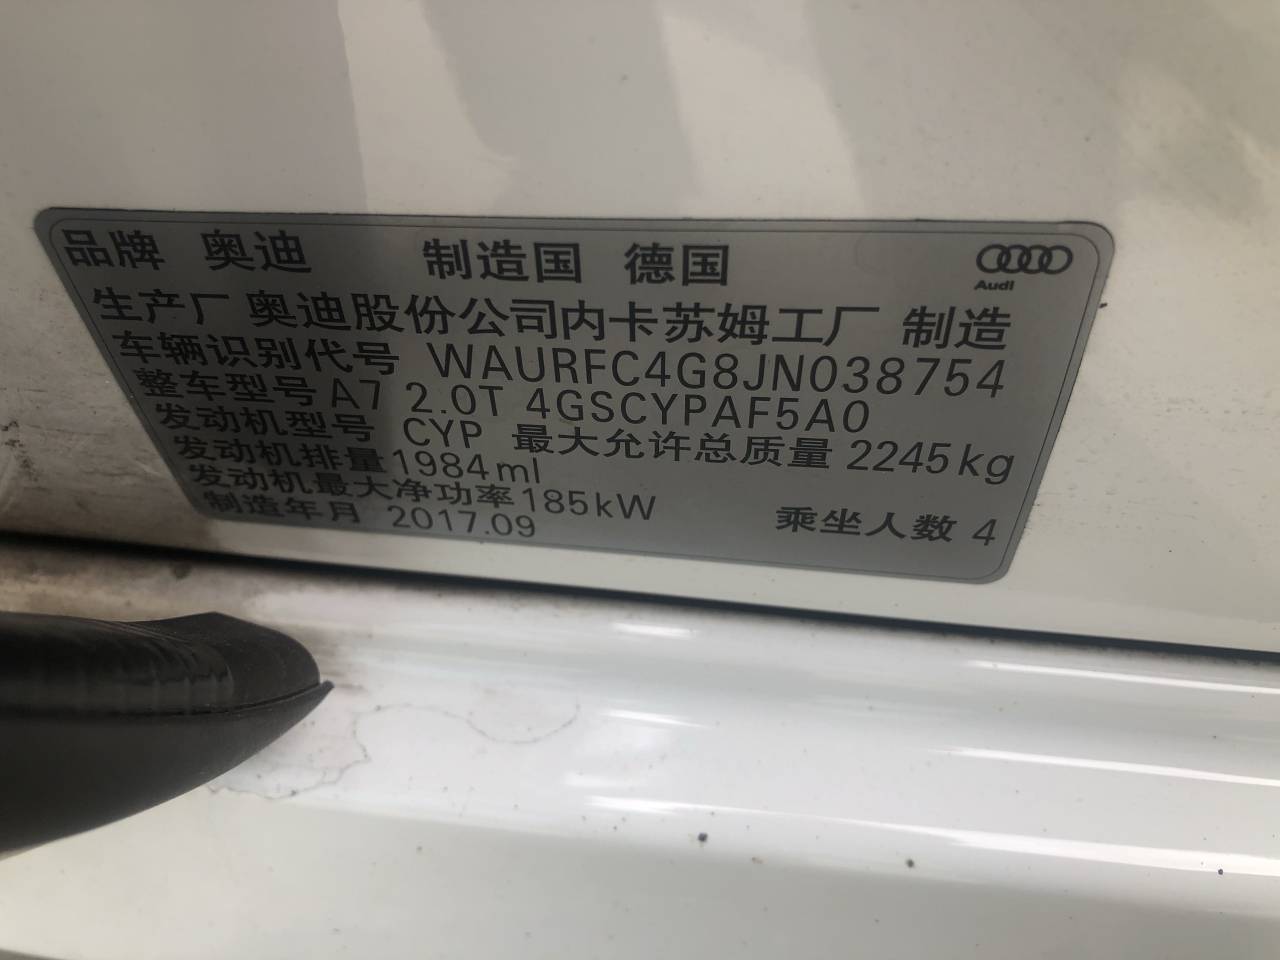 品牌 奥迪 制造国 德国
Audi
生产厂 奥迪股份公司内卡苏姆工厂 制造
车辆识别代号 WAURFC4G8JN038754
整车型号 A7 2.0T 4GSCYPAF5A0
发动机型号 CYP 最大允许总质量 2245kg
发动机排量 1984ml
发动机最大净功率 185kW
制造年月 2017.09 乘坐人数 4